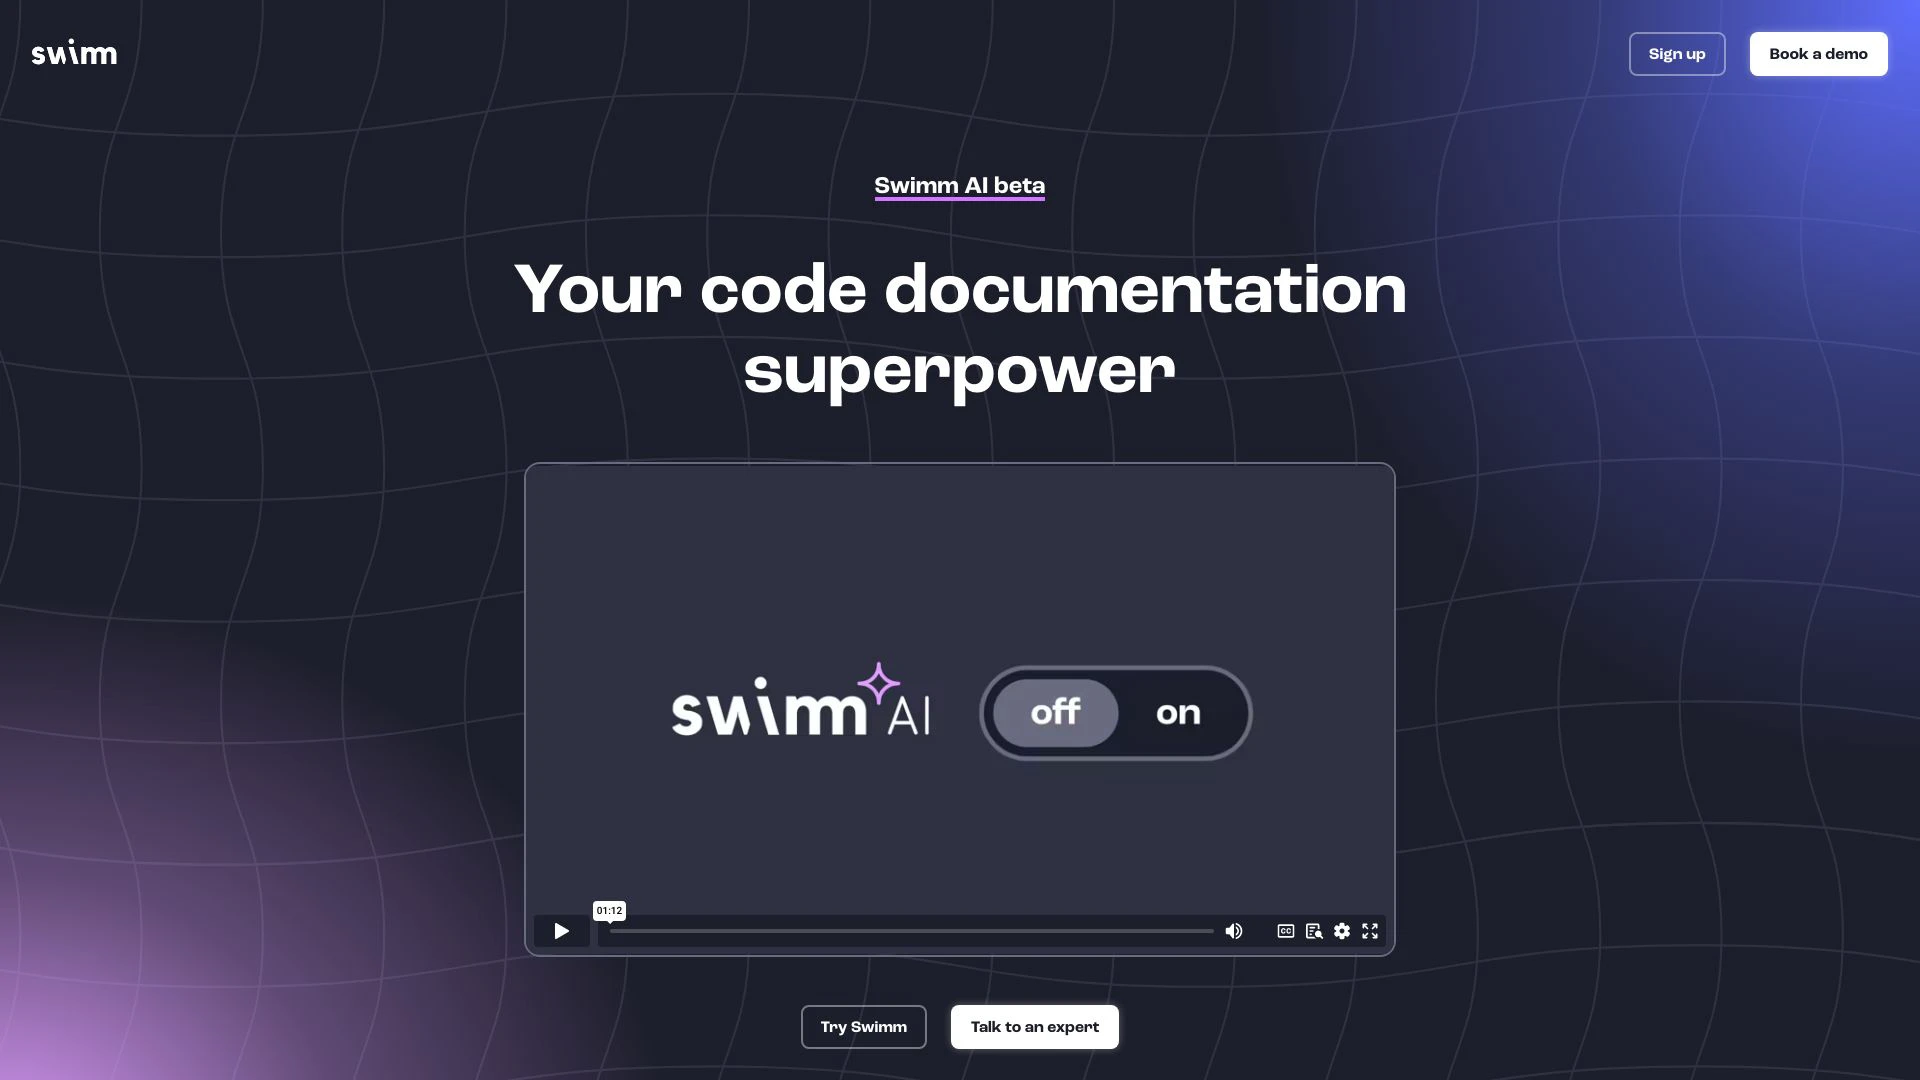 swimm
Sign up
Book a demo
Swimm AI beta
Your code documentation
superpower
swimm AI
off on
01:12
CC
Try Swimm
Talk to an expert